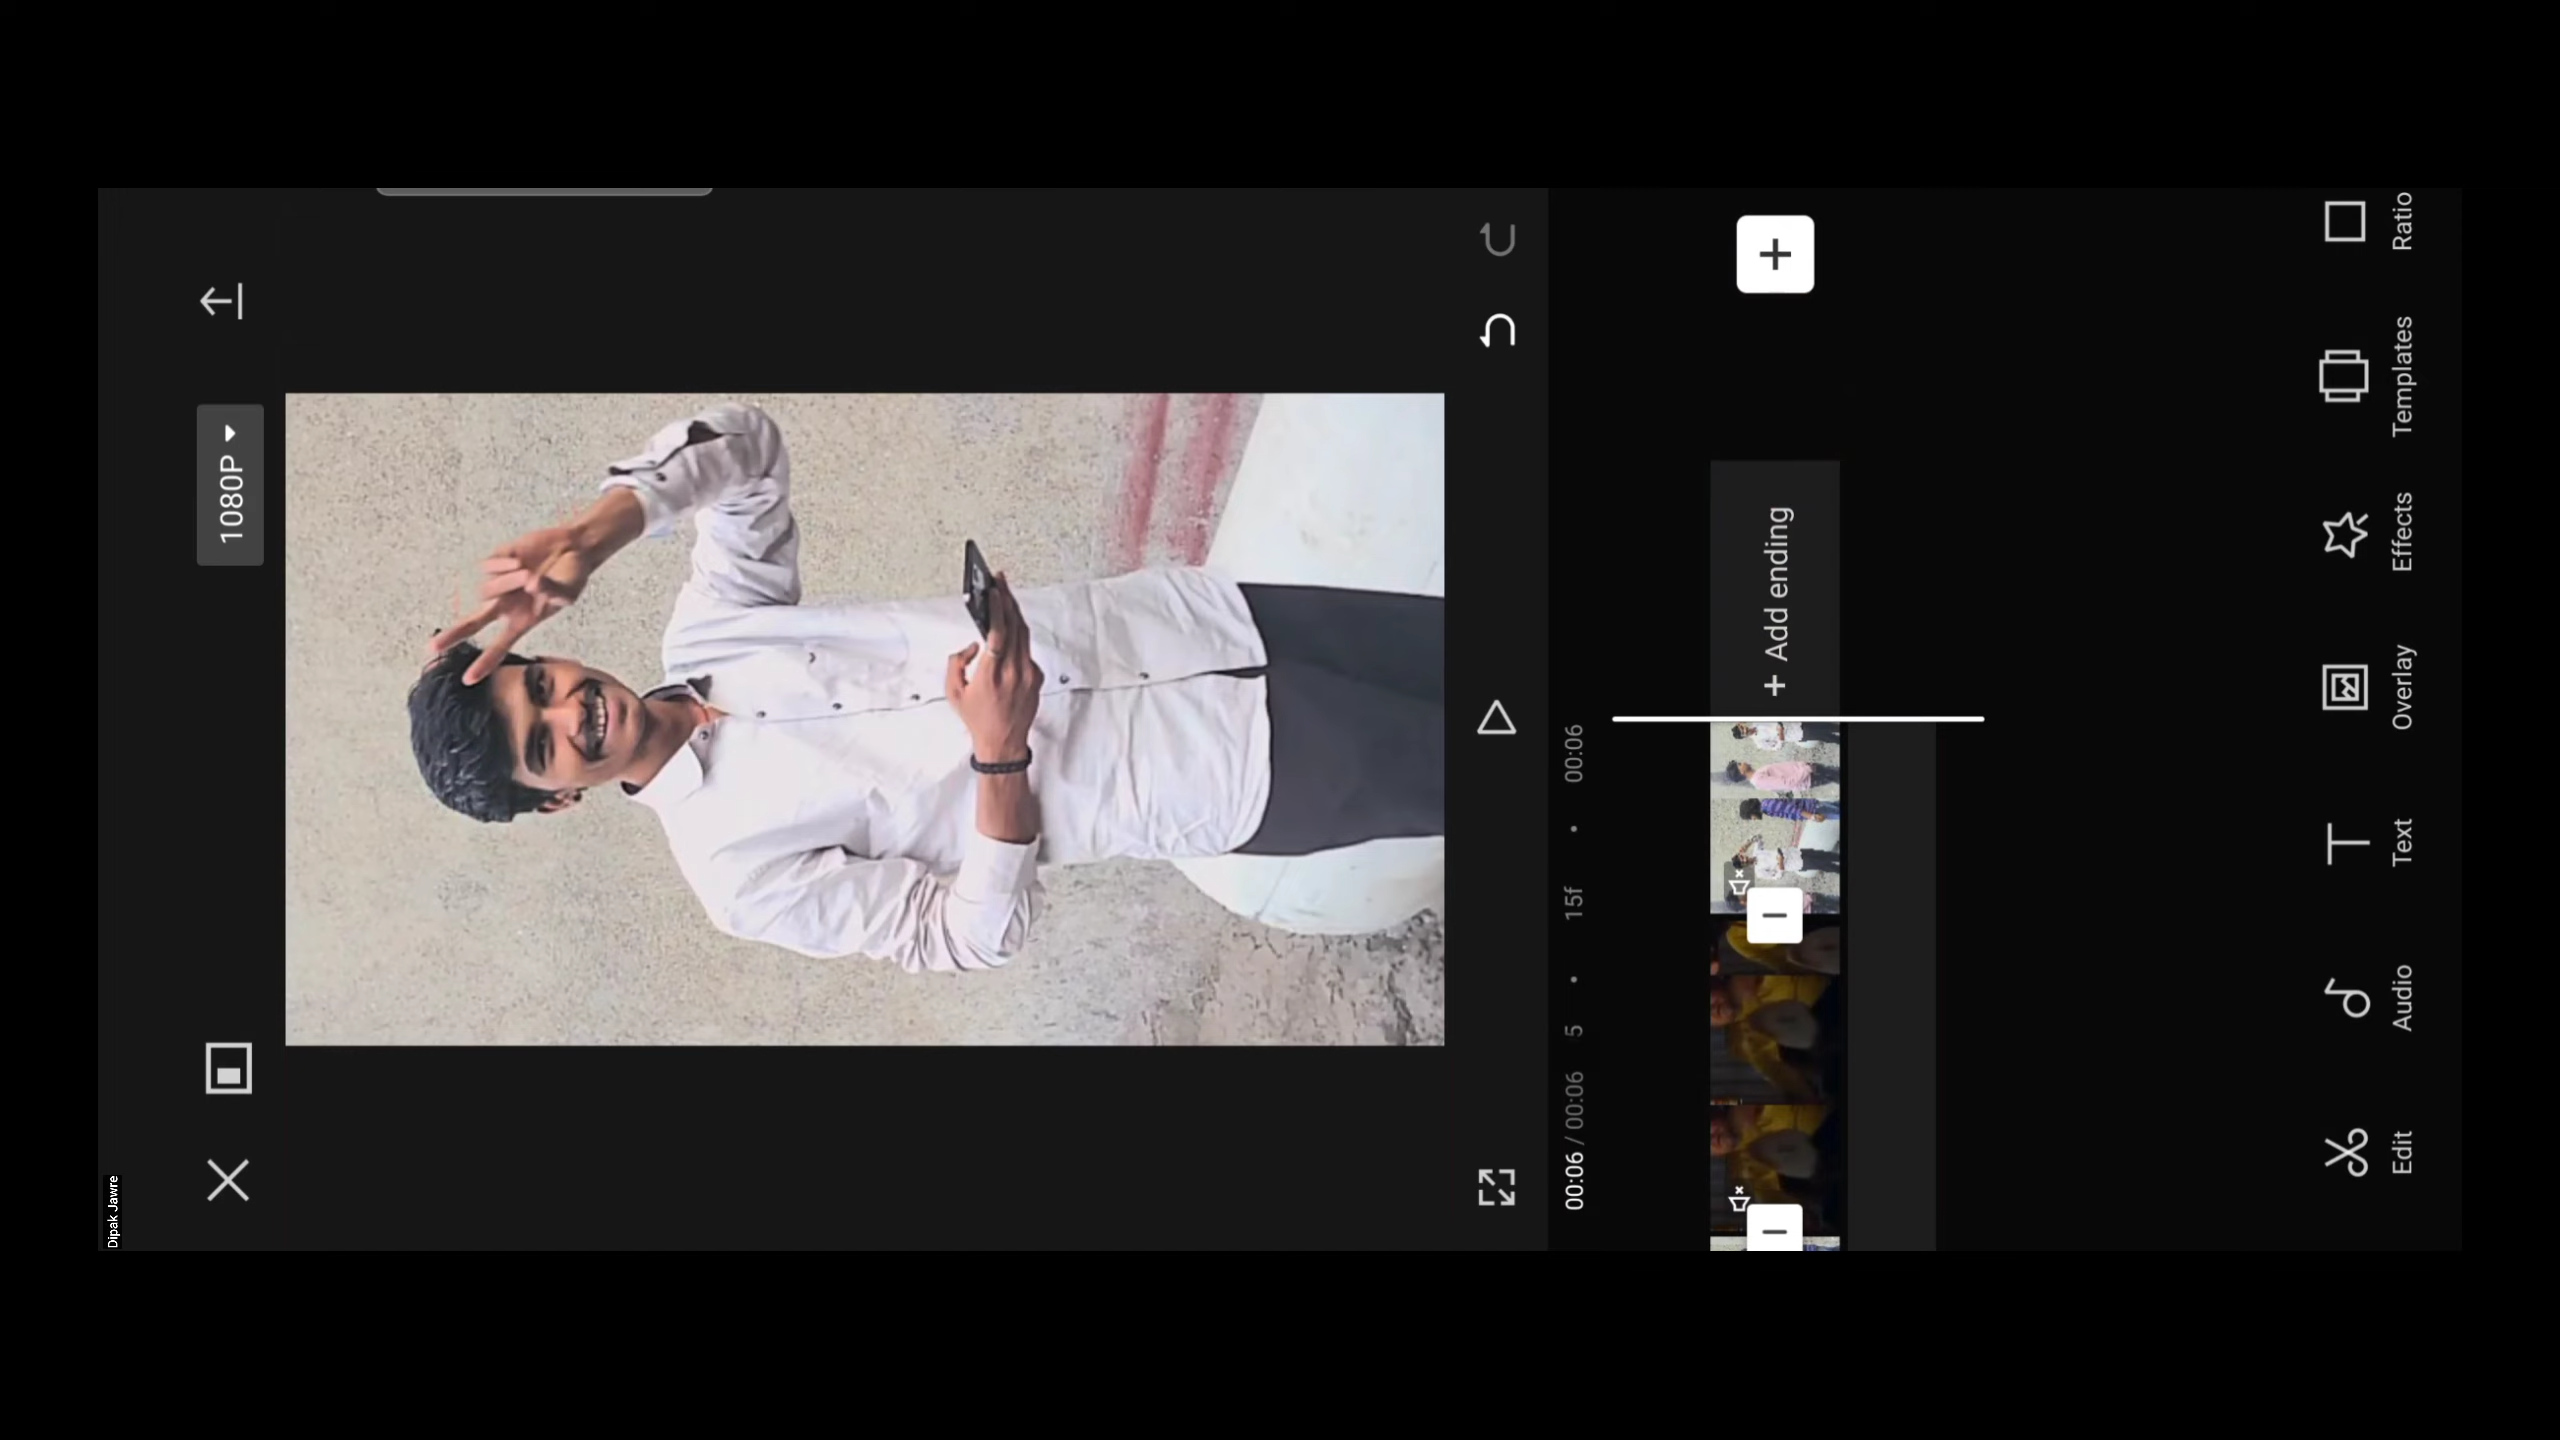 1080P
00:06 / 00:06
5
15f
00:06
+ Add ending
Edit
Audio
Text
Overlay
Effects
Templates
Ratio
Dipak Jawre